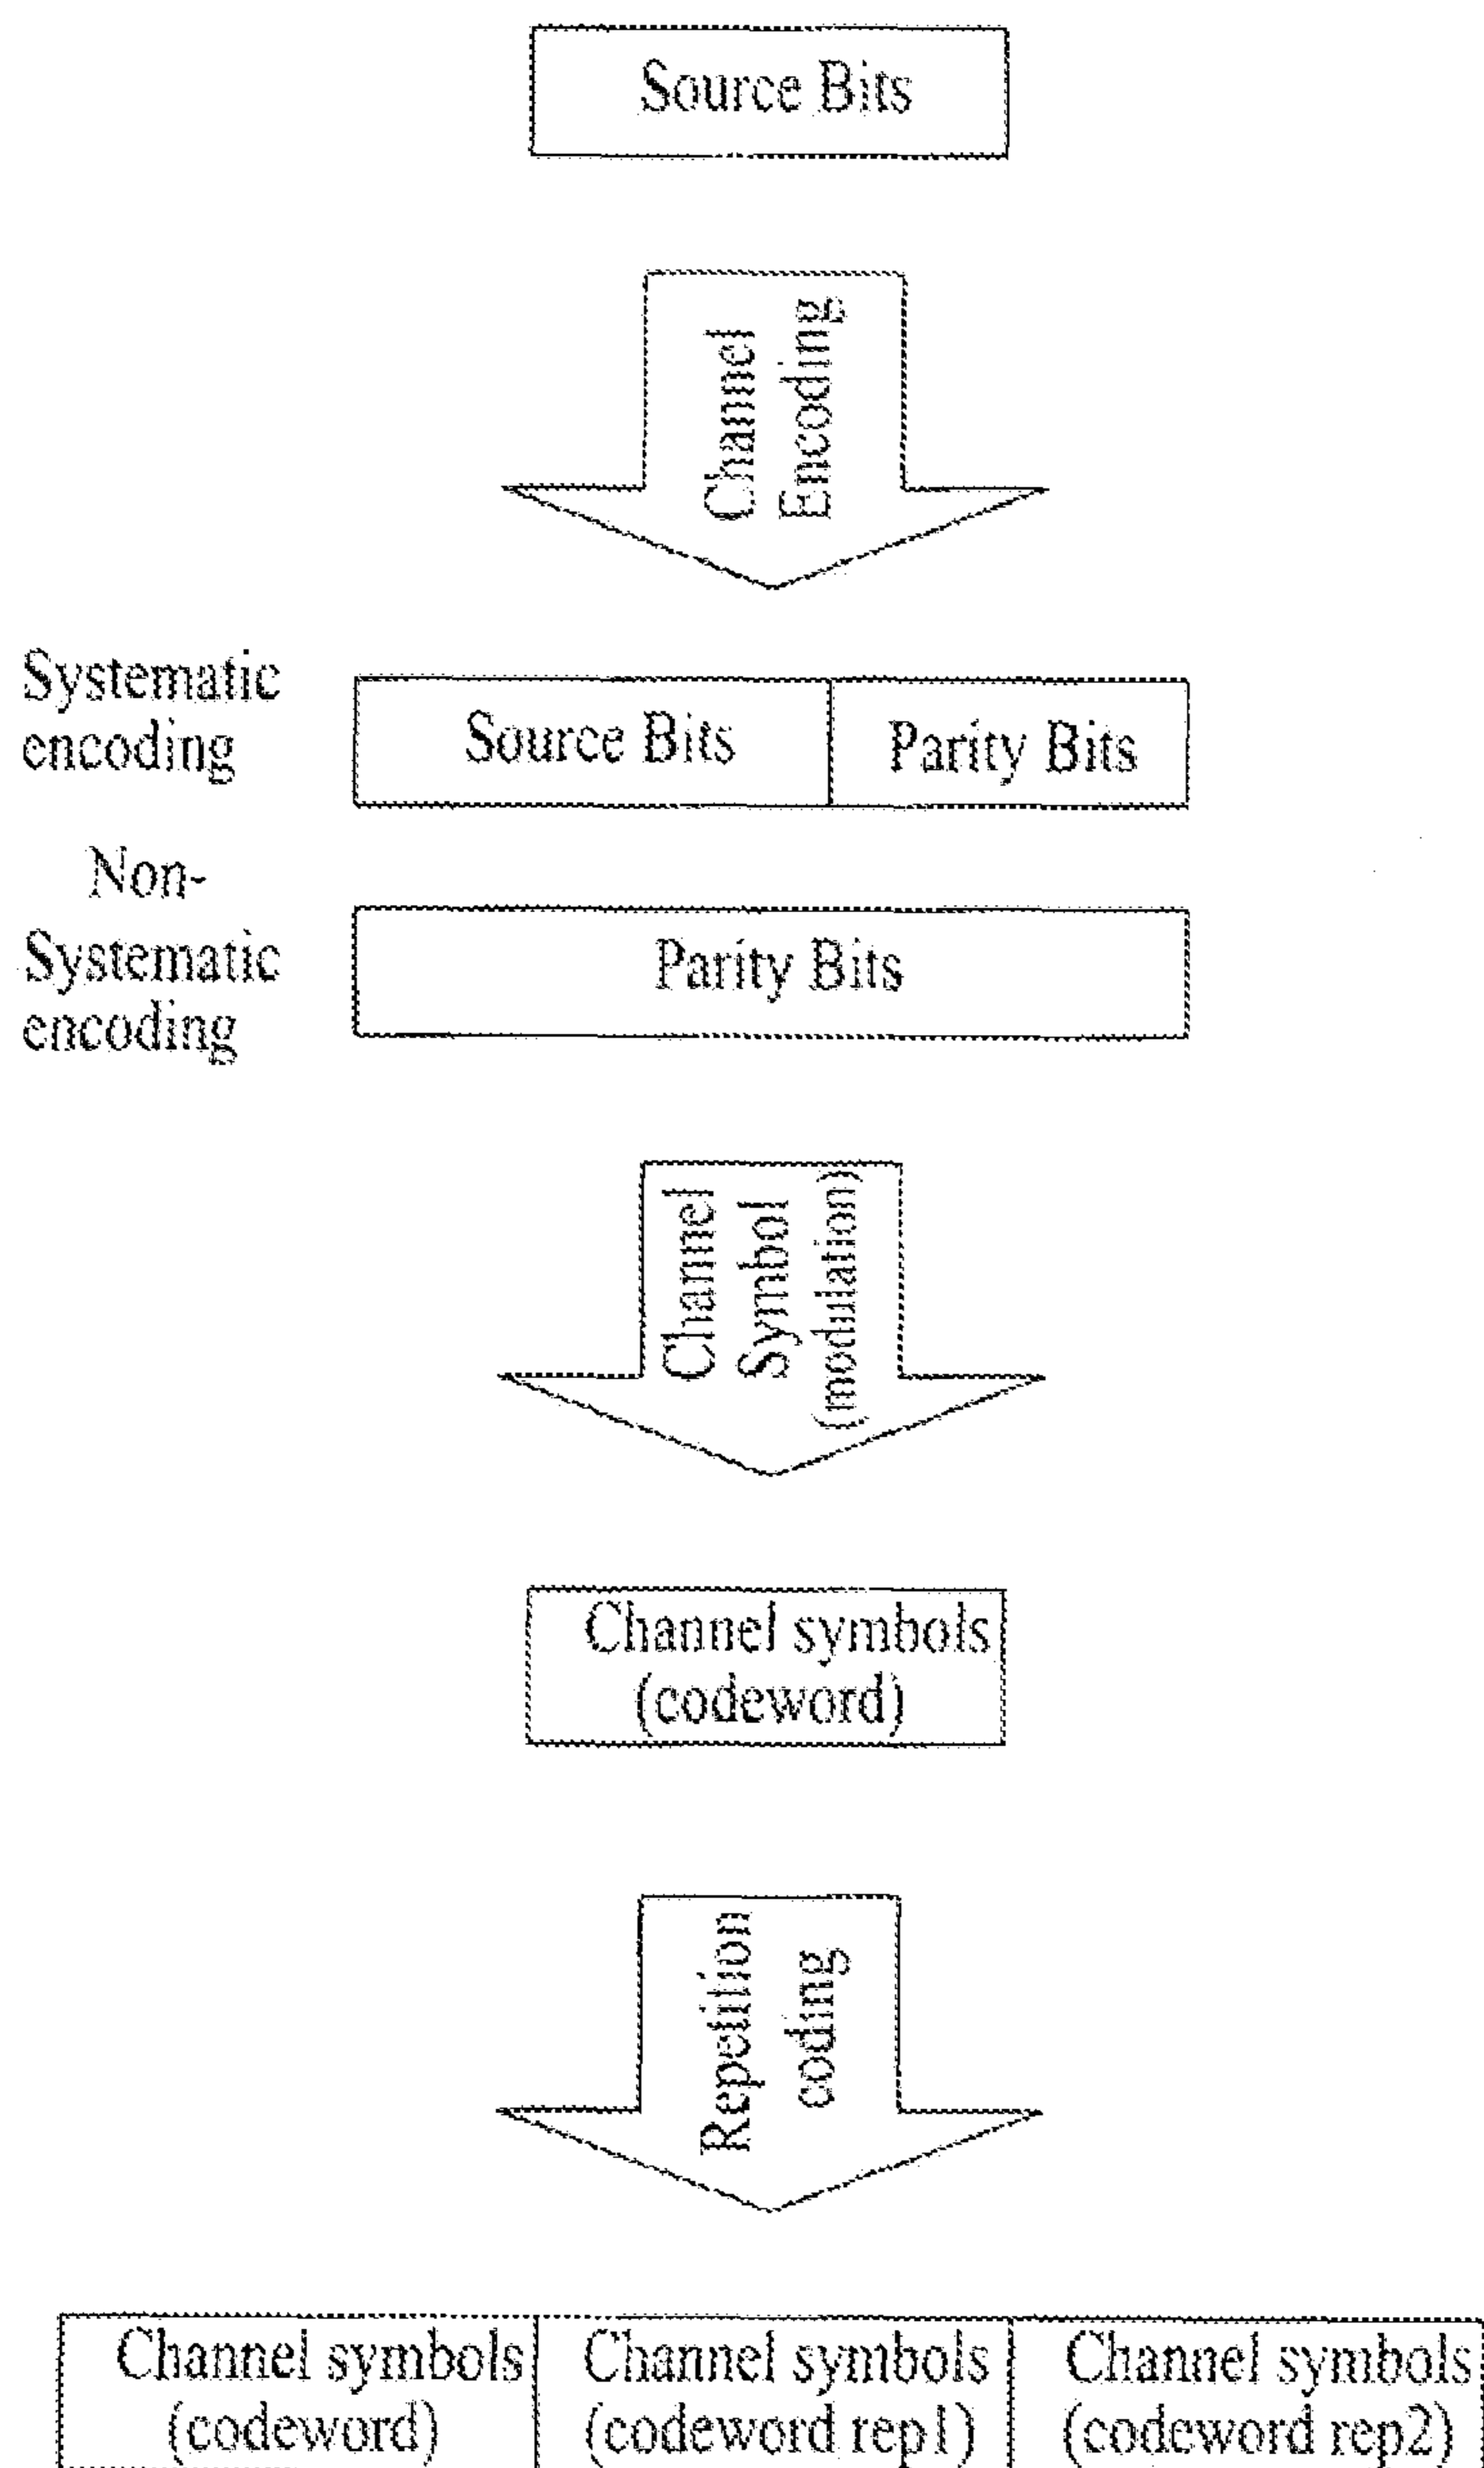 Source Bits
Channel
Encoding
Systematic
encoding
Source Bits
Parity Bits
Non-
Systematic
encoding
Parity Bits
Channel
Symbol
(modulation)
Channel symbols
(codeword)
Repetition
coding
Channel symbols
(codeword)
Channel symbols
(codeword rep1)
Channel symbols
(codeword rep2)